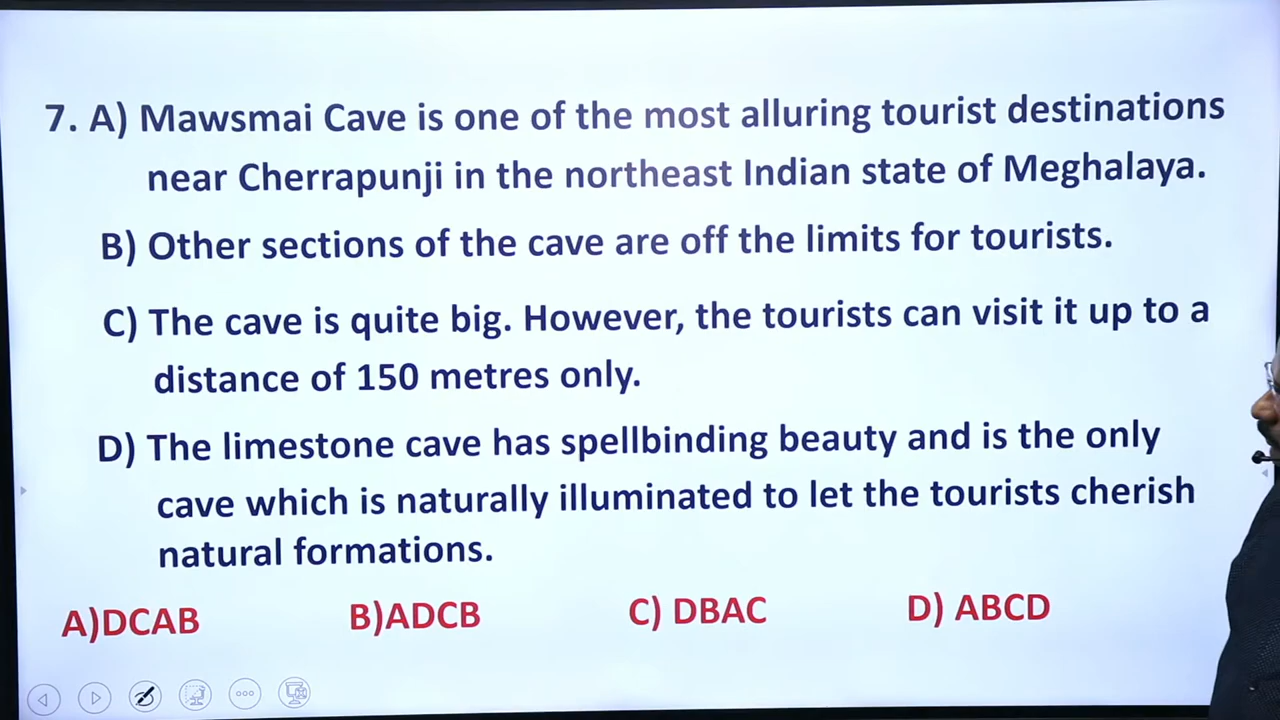 7. A) Mawsmai Cave is one of the most alluring tourist destinations
near Cherrapunji in the northeast Indian state of Meghalaya.
B) Other sections of the cave are off the limits for tourists.
C) The cave is quite big. However, the tourists can visit it up to a
distance of 150 metres only.
D) The limestone cave has spellbinding beauty and is the only
cave which is naturally illuminated to let the tourists cherish
natural formations.
A)DCAB B)ADCB C) DBAC D) ABCD